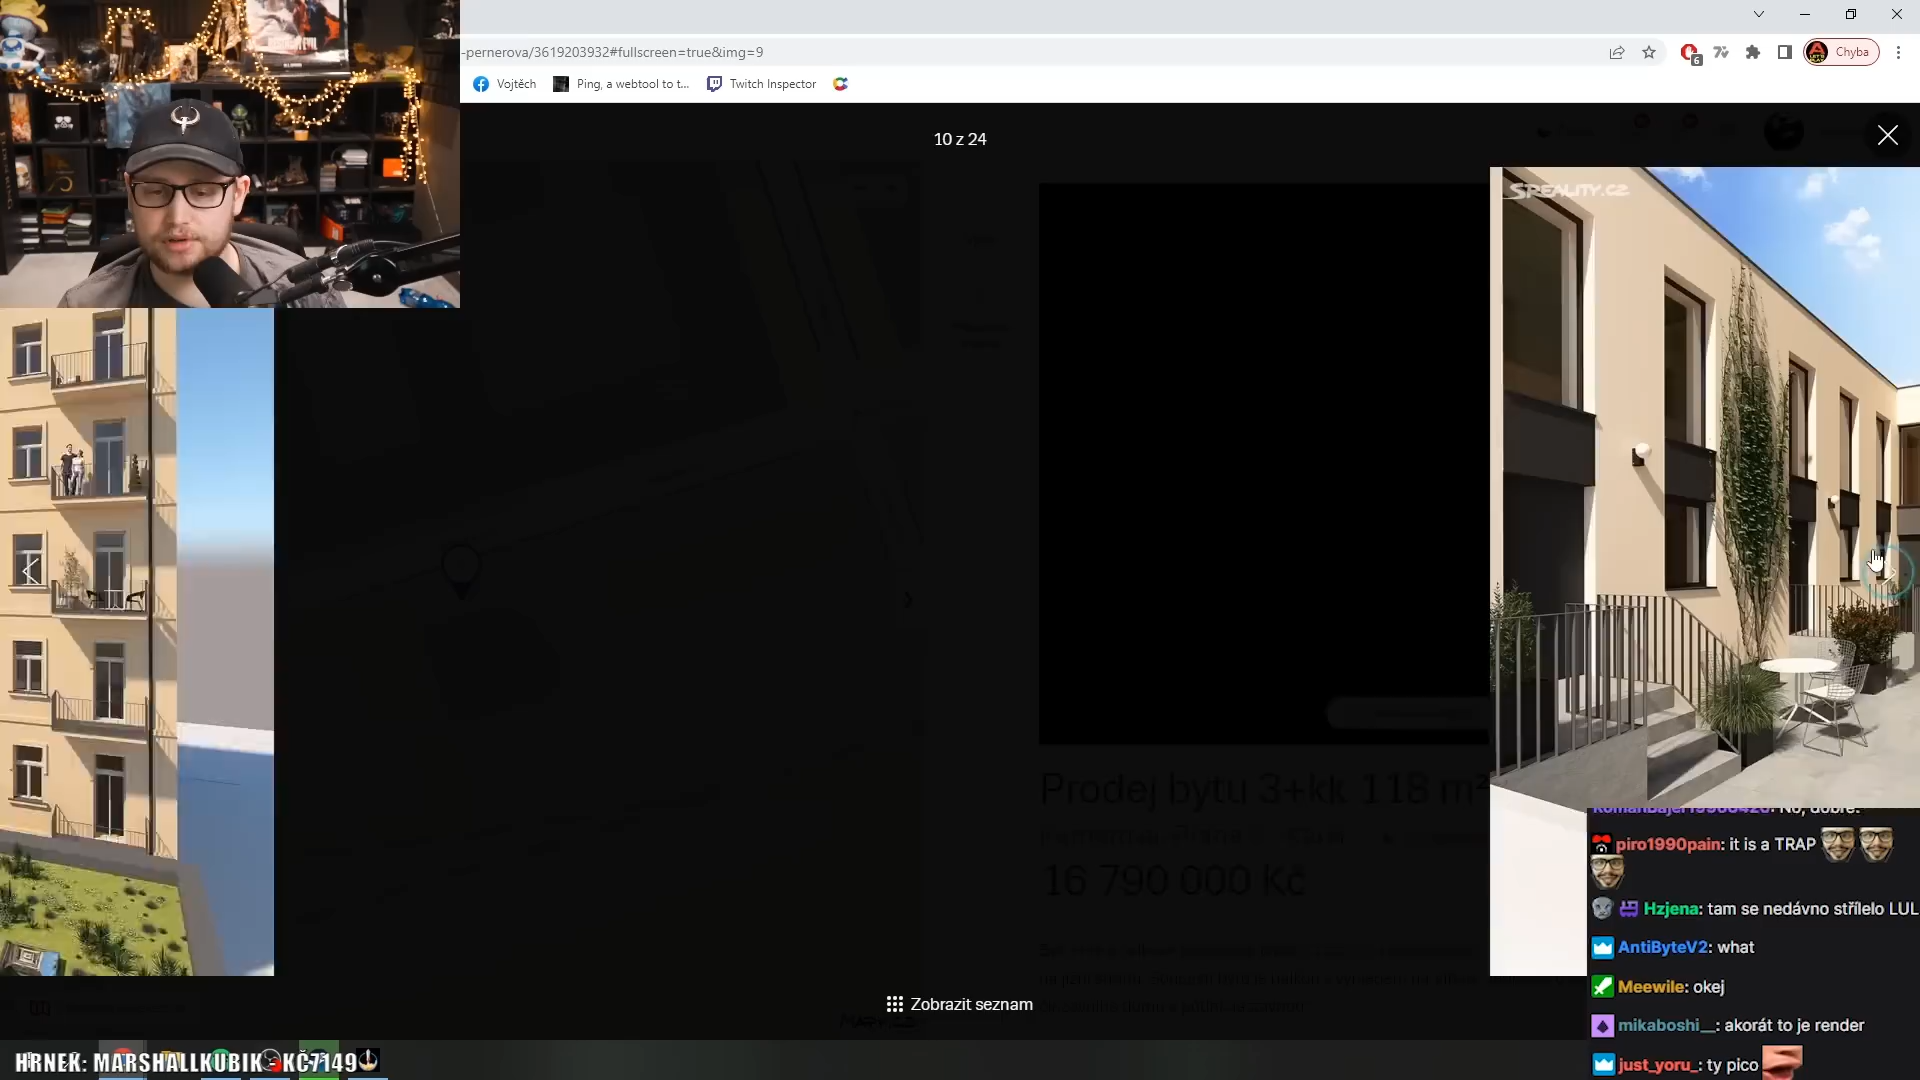 -pernerova/3619203932#fullscreen=true&img=9
Chyba
6
Vojtěch
Ping, a webtool to t...
Twitch Inspector
10 z 24
SREALITY.CZ
Prodej bytu 3+kk 118 m²
16 790 000 Kč
Zobrazit seznam
piro1990pain: it is a TRAP
Hzjena: tam se nedávno střílelo LUL
AntiByteV2: what
Meewile: okej
mikaboshi__: akorát to je render
just_yoru_: ty pico
HRNEK: MARSHALLKUBIK - KČ7149